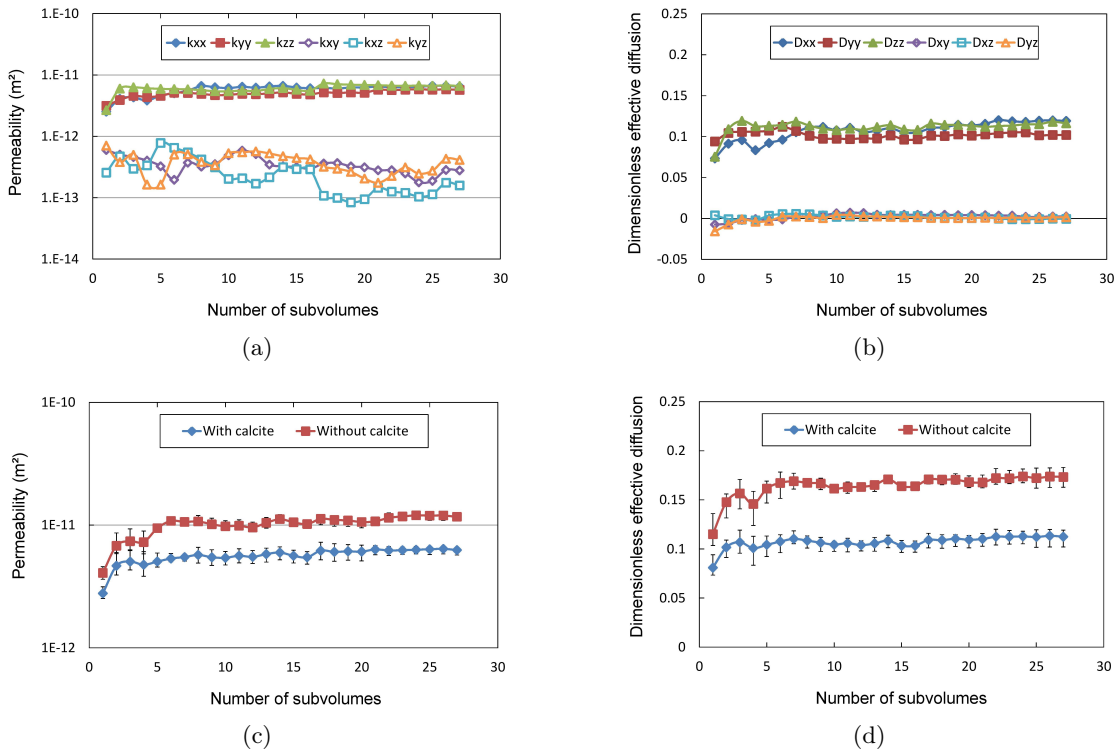 1.E-10
1.E-11
1.E-12
1.E-13
1.E-14
Permeability (m²)
kxx kyy kzz kxy kxz kyz
0 5 10 15 20 25 30
Number of subvolumes
(a)
0.25
0.2
0.15
0.1
0.05
0
-0.05
Dimensionless effective diffusion
Dxx Dyy Dzz Dxy Dxz Dyz
0 5 10 15 20 25 30
Number of subvolumes
(b)
1E-10
1E-11
1E-12
Permeability (m²)
With calcite Without calcite
0 5 10 15 20 25 30
Number of subvolumes
(c)
0.25
0.2
0.15
0.1
0.05
0
Dimensionless effective diffusion
With calcite Without calcite
0 5 10 15 20 25 30
Number of subvolumes
(d)